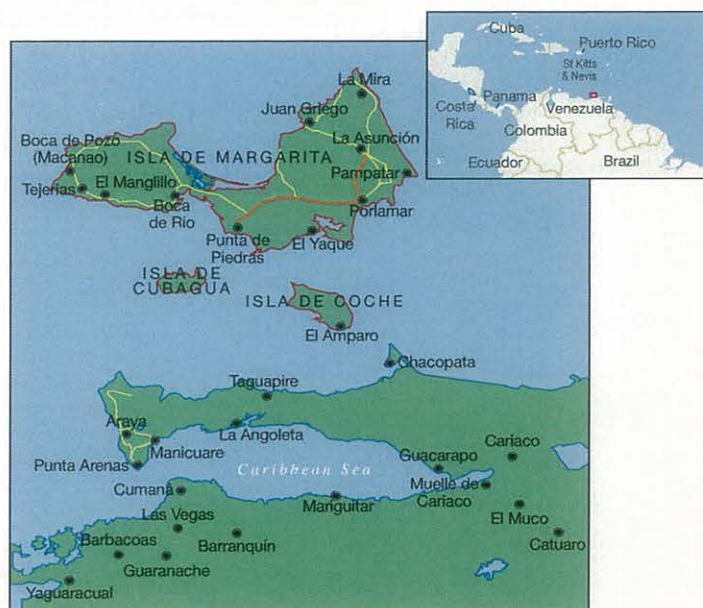 Cuba
Puerto Rico
St Kitts
& Nevis
Costa
Rica
Panama
Venezuela
Colombia
Ecuador
Brazil
La Mira
Juan Griego
La Asunción
Boca de Pozo
(Macanao)
ISLA DE MARGARITA
Pampatar
Tejerias
El Manglillo
Boca
de Río
Porlamar
Punta de
Piedras
El Yaque
ISLA DE
CUBAGUA
ISLA DE COCHE
El Amparo
Chacopata
Taguapire
Araya
La Angoleta
Manicuare
Cariaco
Punta Arenas
Caribbean Sea
Guacarapo
Cumana
Mariguitar
Muelle de
Cariaco
Las Vegas
El Muco
Barbacoas
Barranquín
Catuaro
Guaranache
Yaguaracual